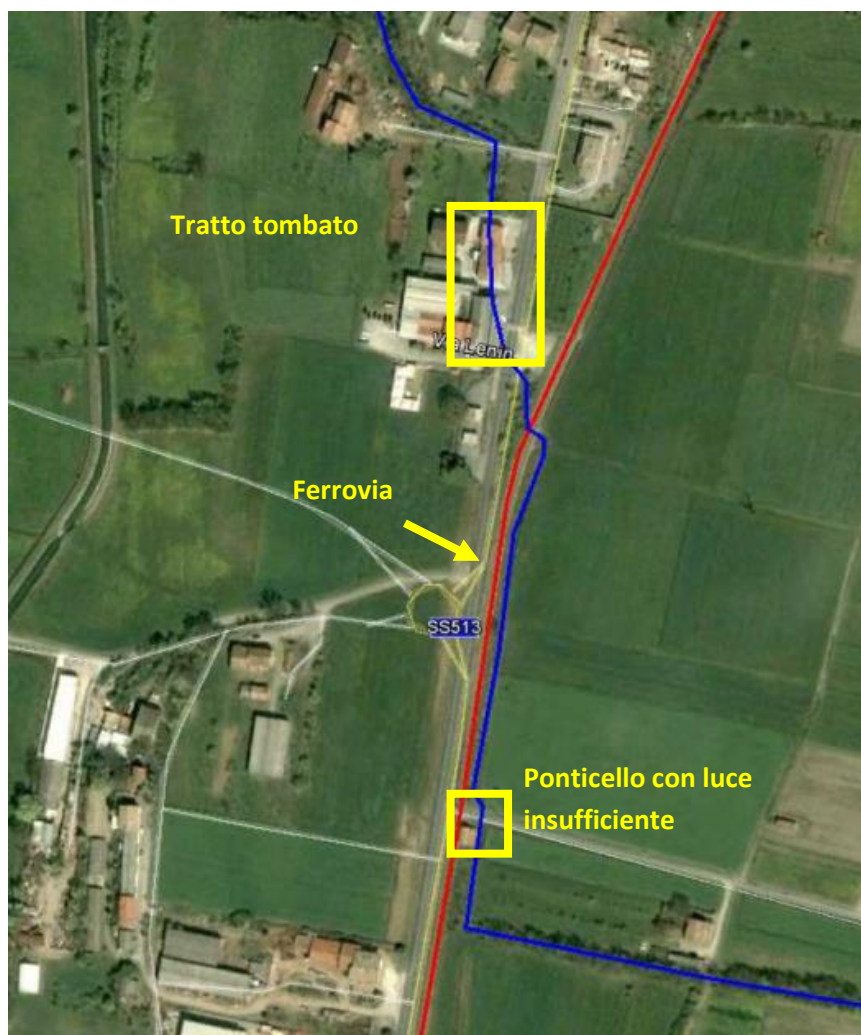 Tratto tombato
Via Lenin
Ferrovia
SS513
Ponticello con luce
insufficiente